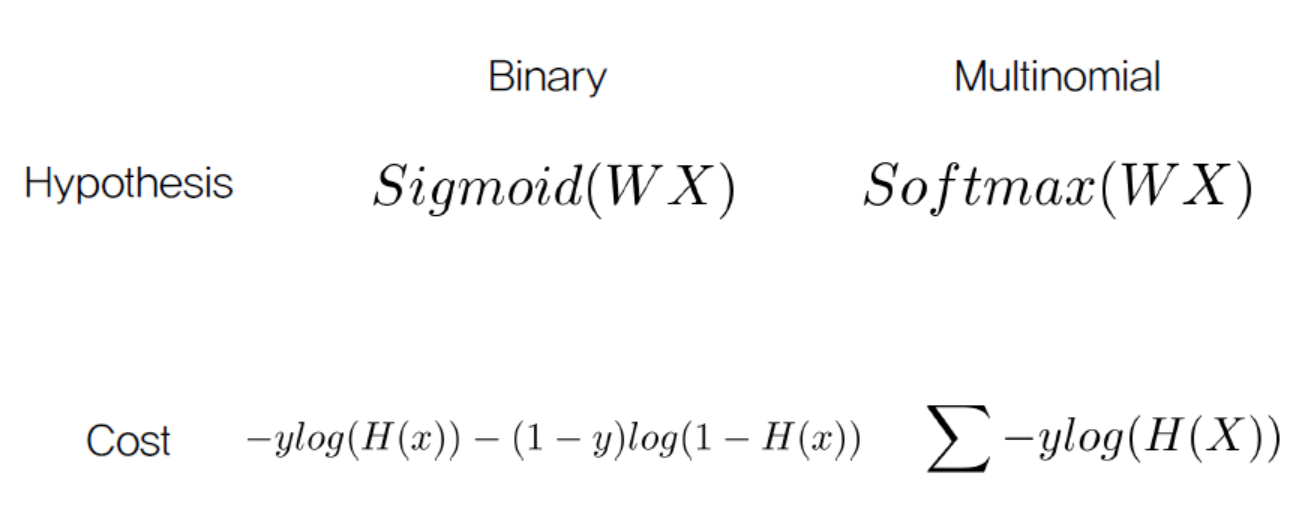 Binary Multinomial
Hypothesis Sigmoid(WX) Softmax(WX)
Cost −ylog(H(x)) − (1 − y)log(1 − H(x)) ∑ −ylog(H(X))